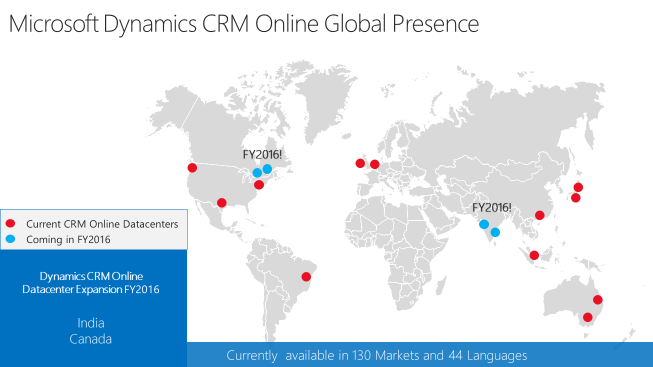 Microsoft Dynamics CRM Online Global Presence
FY2016!
FY2016!
Current CRM Online Datacenters
Coming in FY2016
Dynamics CRM Online
Datacenter Expansion FY2016
India
Canada
Currently available in 130 Markets and 44 Languages